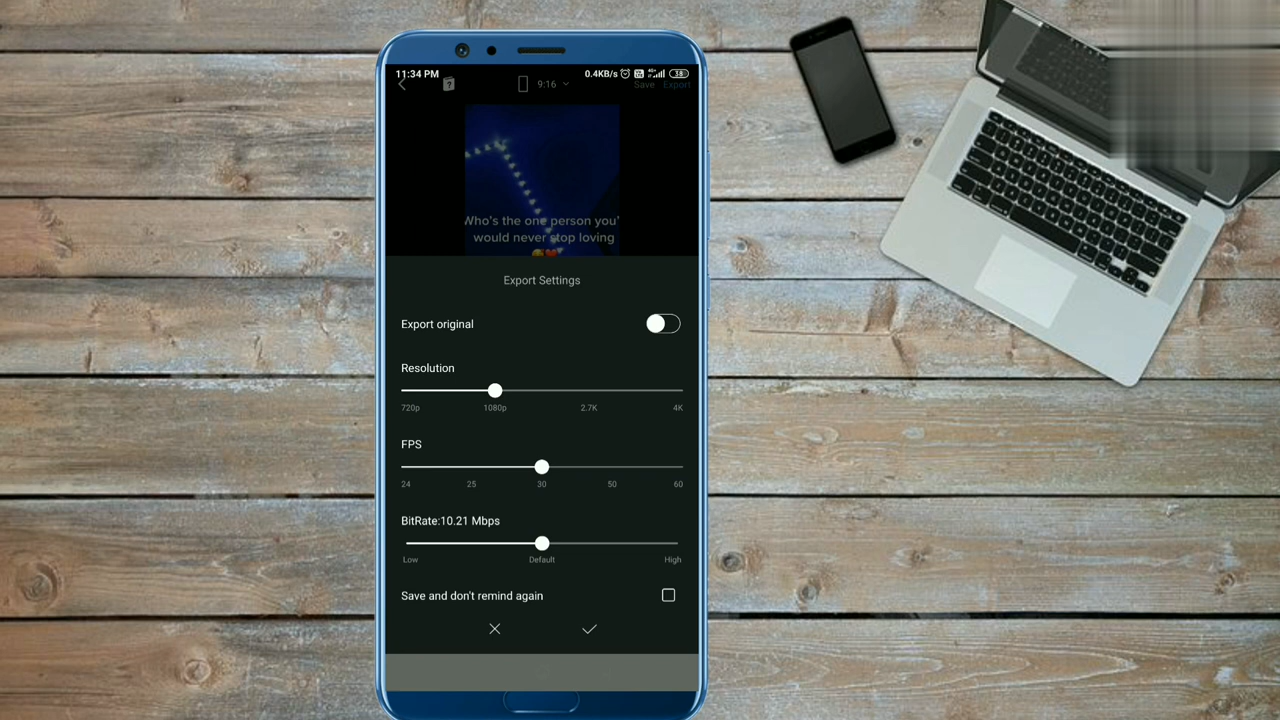 11:34 PM 0.4KB/s 38
9:16 Save Export
Who's the one person you'
would never stop loving
Export Settings
Export original
Resolution
720p 1080p 2.7K 4K
FPS
24 25 30 50 60
BitRate:10.21 Mbps
Low Default High
Save and don't remind again